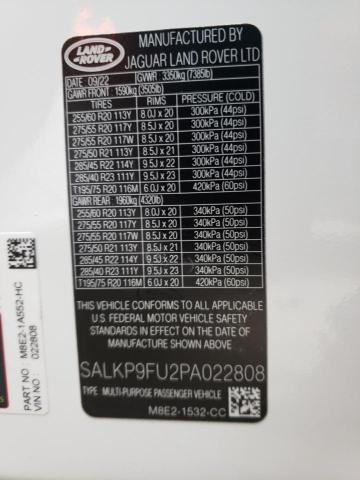 LAND ROVER
MANUFACTURED BY
JAGUAR LAND ROVER LTD
DATE 09/22 GVWR 3350kg (7385lb)
GAWR FRONT 1590kg (3505lb)
TIRES RIMS PRESSURE (COLD)
255/60 R20 113Y 8.0J x 20 300kPa (44psi)
275/55 R20 117Y 8.5J x 20 300kPa (44psi)
275/55 R20 117W 8.5J x 20 300kPa (44psi)
275/50 R21 113Y 8.5J x 21 300kPa (44psi)
285/45 R22 114Y 9.5J x 22 300kPa (44psi)
285/40 R23 111Y 9.5J x 23 300kPa (44psi)
T195/75 R20 116M 6.0J x 20 420kPa (60psi)
GAWR REAR 1960kg (4320lb)
255/60 R20 113Y 8.0J x 20 340kPa (50psi)
275/55 R20 117Y 8.5J x 20 340kPa (50psi)
275/55 R20 117W 8.5J x 20 340kPa (50psi)
275/50 R21 113Y 8.5J x 21 340kPa (50psi)
285/45 R22 114Y 9.5J x 22 340kPa (50psi)
285/40 R23 111Y 9.5J x 23 340kPa (50psi)
T195/75 R20 116M 6.0J x 20 420kPa (60psi)
THIS VEHICLE CONFORMS TO ALL APPLICABLE
U.S. FEDERAL MOTOR VEHICLE SAFETY
STANDARDS IN EFFECT ON THE DATE
OF MANUFACTURE SHOWN ABOVE.
SALKP9FU2PA022808
TYPE MULTI-PURPOSE PASSENGER VEHICLE
M8E2-1532-CC
PART NO M8E2-1A552-HC
VIN NO 022808